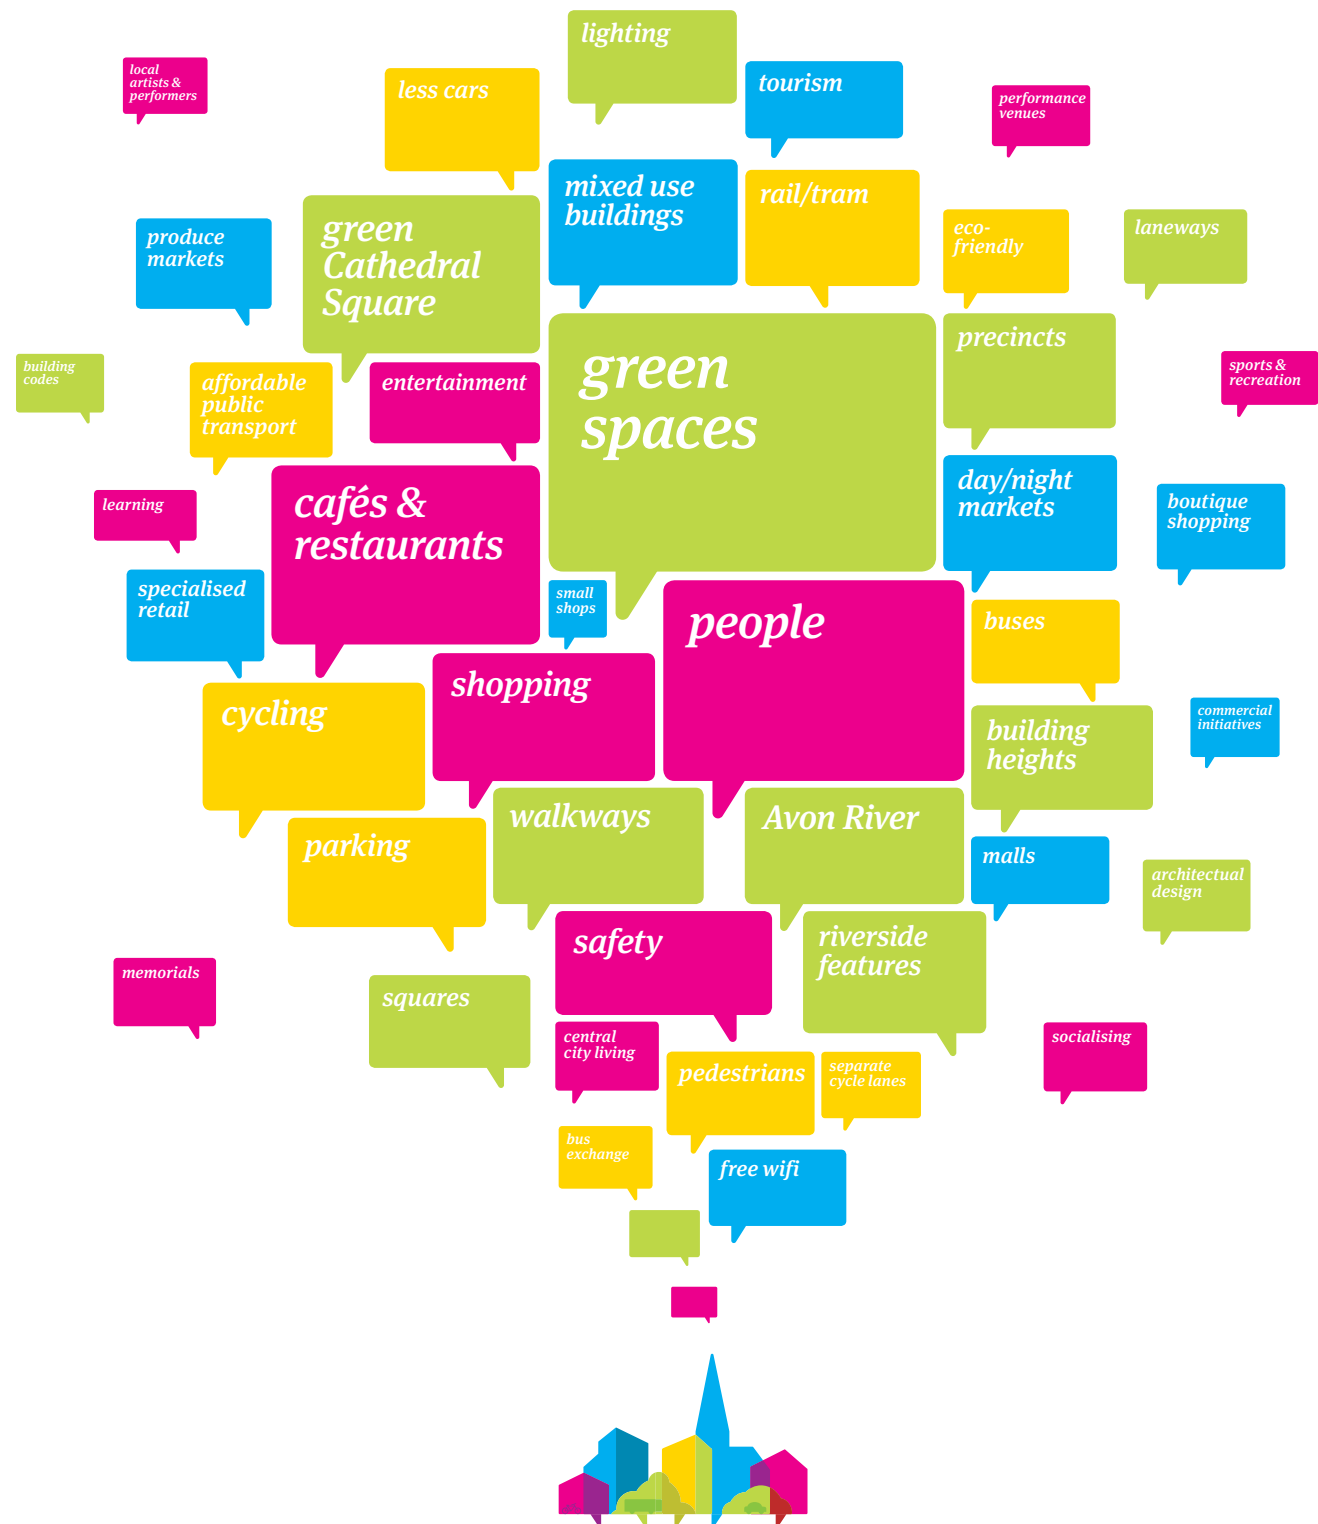 lighting
local
artists &
performers
less cars
tourism
performance
venues
mixed use
buildings
rail/tram
produce
markets
green
Cathedral
Square
eco-
friendly
laneways
building
codes
affordable
public
transport
entertainment
green
spaces
precincts
sports &
recreation
learning
cafés &
restaurants
day/night
markets
boutique
shopping
specialised
retail
small
shops
people
buses
cycling
shopping
building
heights
commercial
initiatives
parking
walkways
Avon River
malls
architectual
design
memorials
squares
safety
riverside
features
central
city living
pedestrians
separate
cycle lanes
socialising
bus
exchange
free wifi